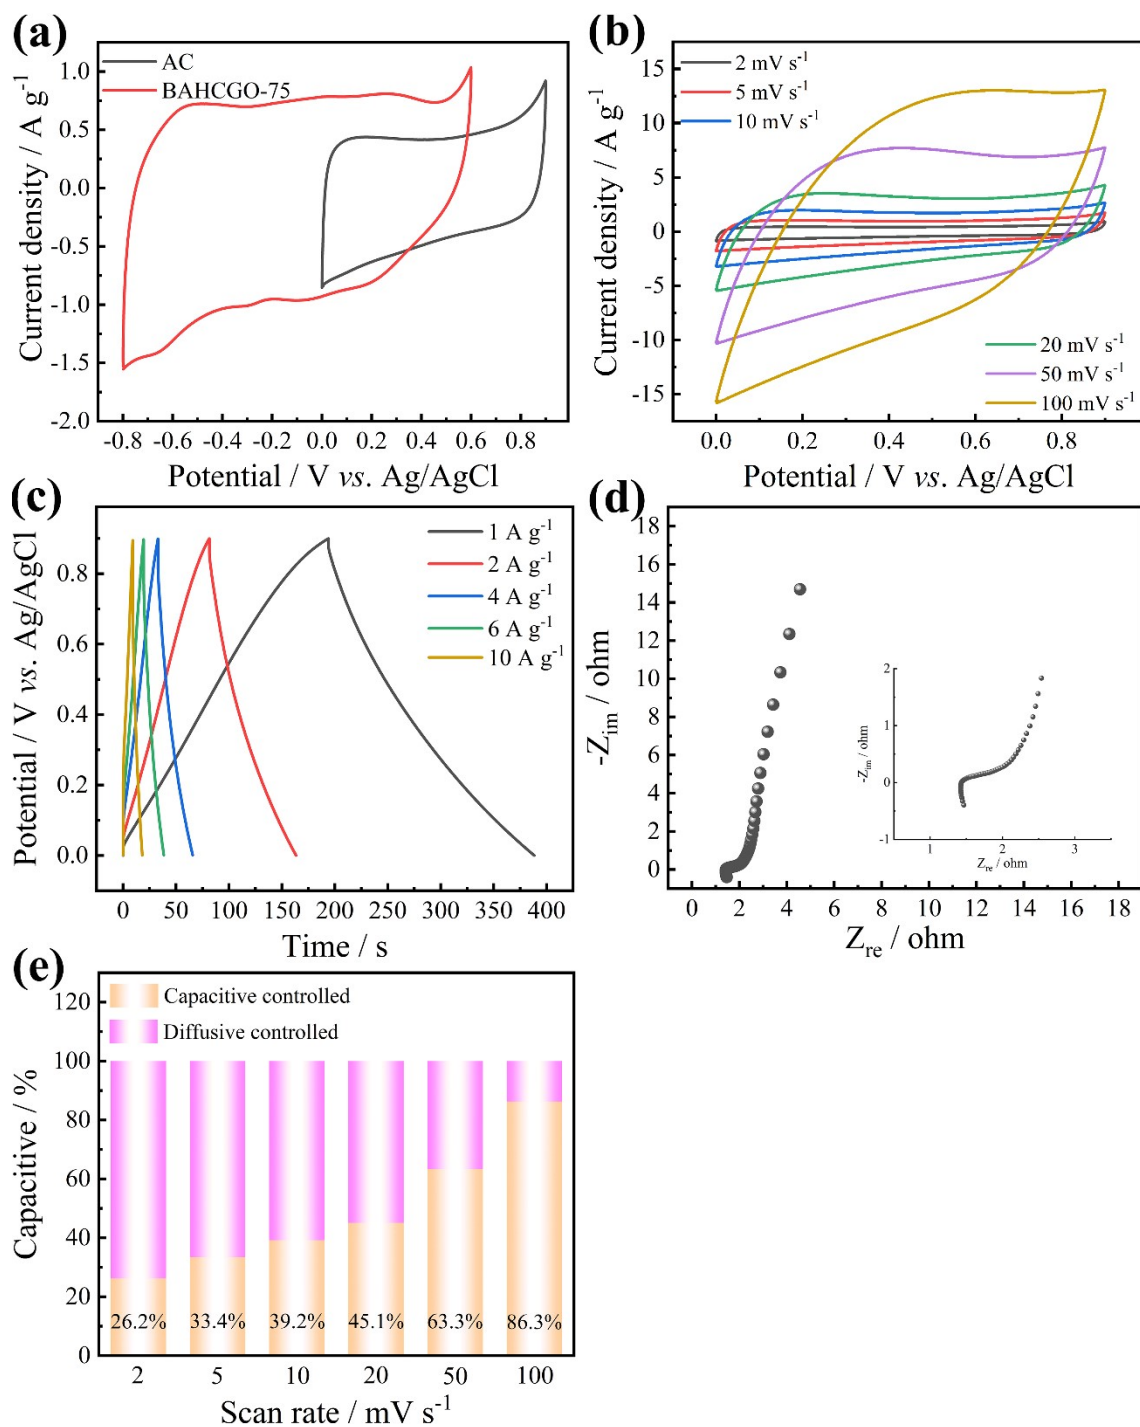 (a)
AC
BAHCGO-75
Current density / A g⁻¹
1.0
0.5
0.0
-0.5
-1.0
-1.5
-2.0
-0.8 -0.6 -0.4 -0.2 0.0 0.2 0.4 0.6 0.8
Potential / V vs. Ag/AgCl
(b)
2 mV s⁻¹
5 mV s⁻¹
10 mV s⁻¹
20 mV s⁻¹
50 mV s⁻¹
100 mV s⁻¹
Current density / A g⁻¹
15
10
5
0
-5
-10
-15
0.0 0.2 0.4 0.6 0.8
Potential / V vs. Ag/AgCl
(c)
1 A g⁻¹
2 A g⁻¹
4 A g⁻¹
6 A g⁻¹
10 A g⁻¹
Potential / V vs. Ag/AgCl
0.8
0.6
0.4
0.2
0.0
0 50 100 150 200 250 300 350 400
Time / s
(d)
-Zim / ohm
18
16
14
12
10
8
6
4
2
0
0 2 4 6 8 10 12 14 16 18
Zre / ohm
-Zim / ohm
2
1
0
-1
1 2 3
Zre / ohm
(e)
Capacitive controlled
Diffusive controlled
Capacitive / %
120
100
80
60
40
20
0
26.2% 33.4% 39.2% 45.1% 63.3% 86.3%
2 5 10 20 50 100
Scan rate / mV s⁻¹